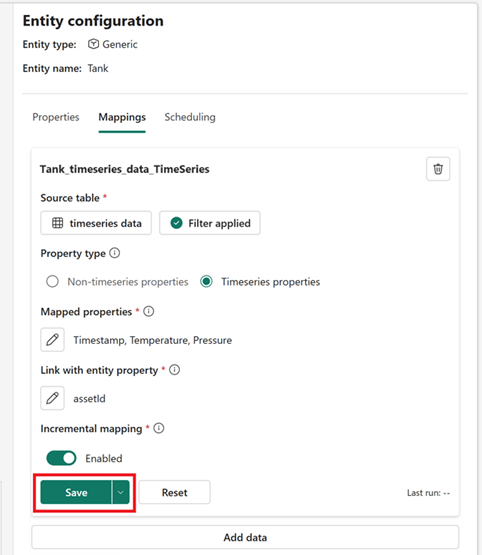 Entity configuration
Entity type: Generic
Entity name: Tank
Properties Mappings Scheduling
Tank_timeseries_data_TimeSeries
Source table *
timeseries data Filter applied
Property type
Non-timeseries properties Timeseries properties
Mapped properties *
Timestamp, Temperature, Pressure
Link with entity property *
assetId
Incremental mapping *
Enabled
Save Reset Last run: --
Add data